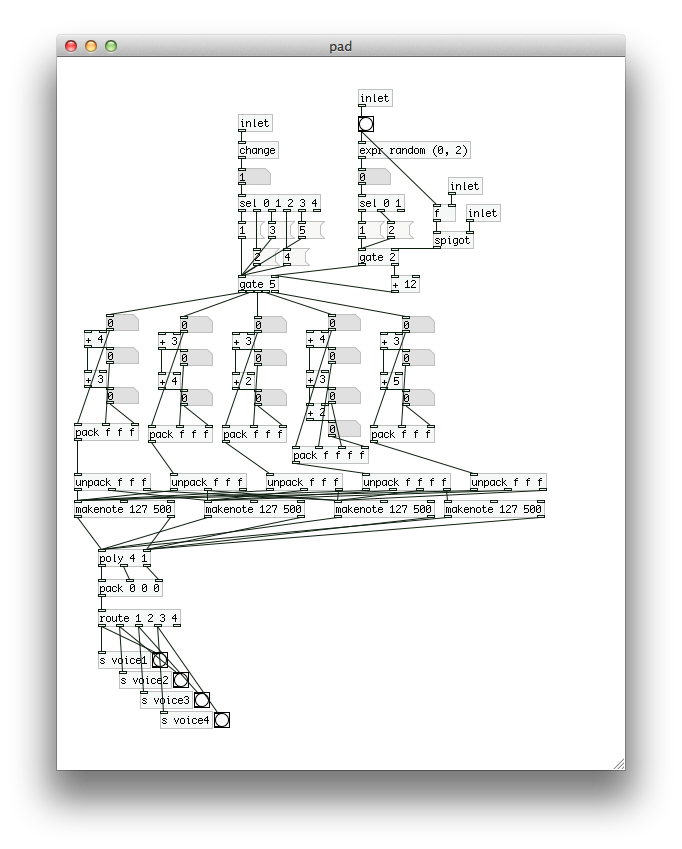 pad
inlet
inlet
change
expr random (0, 2)
1
0
inlet
sel 0 1 2 3 4
sel 0 1
f
inlet
1
3
5
1
2
spigot
2
4
gate 2
gate 5
+ 12
0
0
0
0
0
+ 4
+ 3
+ 3
+ 4
+ 3
0
0
0
0
0
+ 3
+ 4
+ 2
+ 3
+ 5
0
0
0
0
0
+ 2
0
pack f f f
pack f f f
pack f f f
pack f f f
pack f f f f
unpack f f f
unpack f f f
unpack f f f
unpack f f f f
unpack f f f
makenote 127 500
makenote 127 500
makenote 127 500
makenote 127 500
poly 4 1
pack 0 0 0
route 1 2 3 4
s voice1
s voice2
s voice3
s voice4